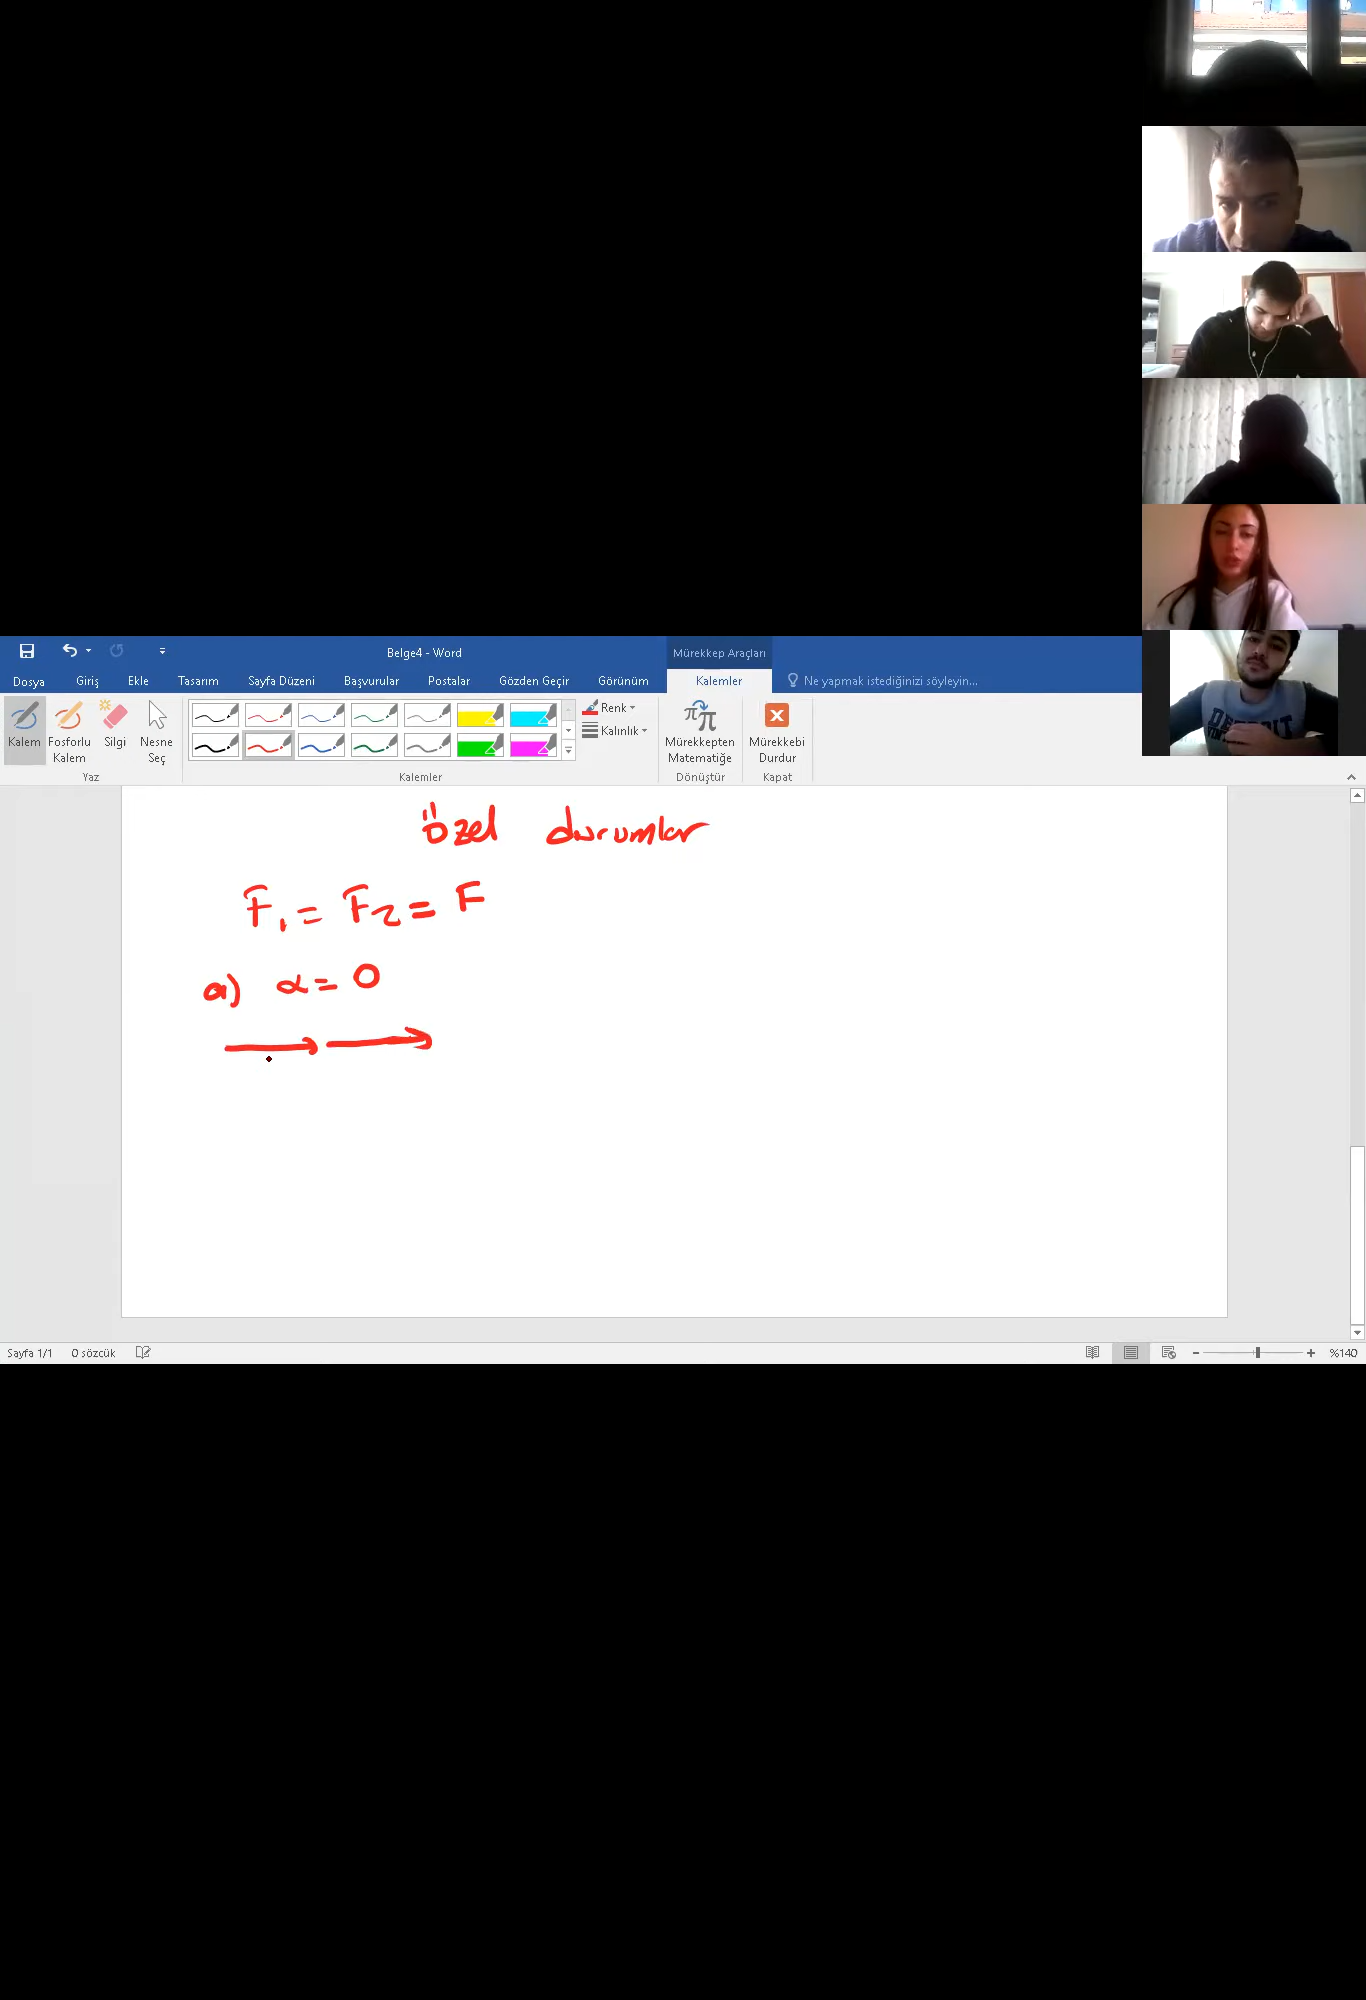 Belge4 - Word
Mürekkep Araçları
Dosya Giriş Ekle Tasarım Sayfa Düzeni Başvurular Postalar Gözden Geçir Görünüm Kalemler Ne yapmak istediğinizi söyleyin...
Kalem Fosforlu Kalem Silgi Nesne Seç
Renk
Kalınlık
Mürekkepten Matematiğe
Mürekkebi Durdur
Yaz Kalemler Dönüştür Kapat
DETROIT
özel durumlar
F₁ = F₂ = F
a) α = 0
Sayfa 1/1 0 sözcük %140